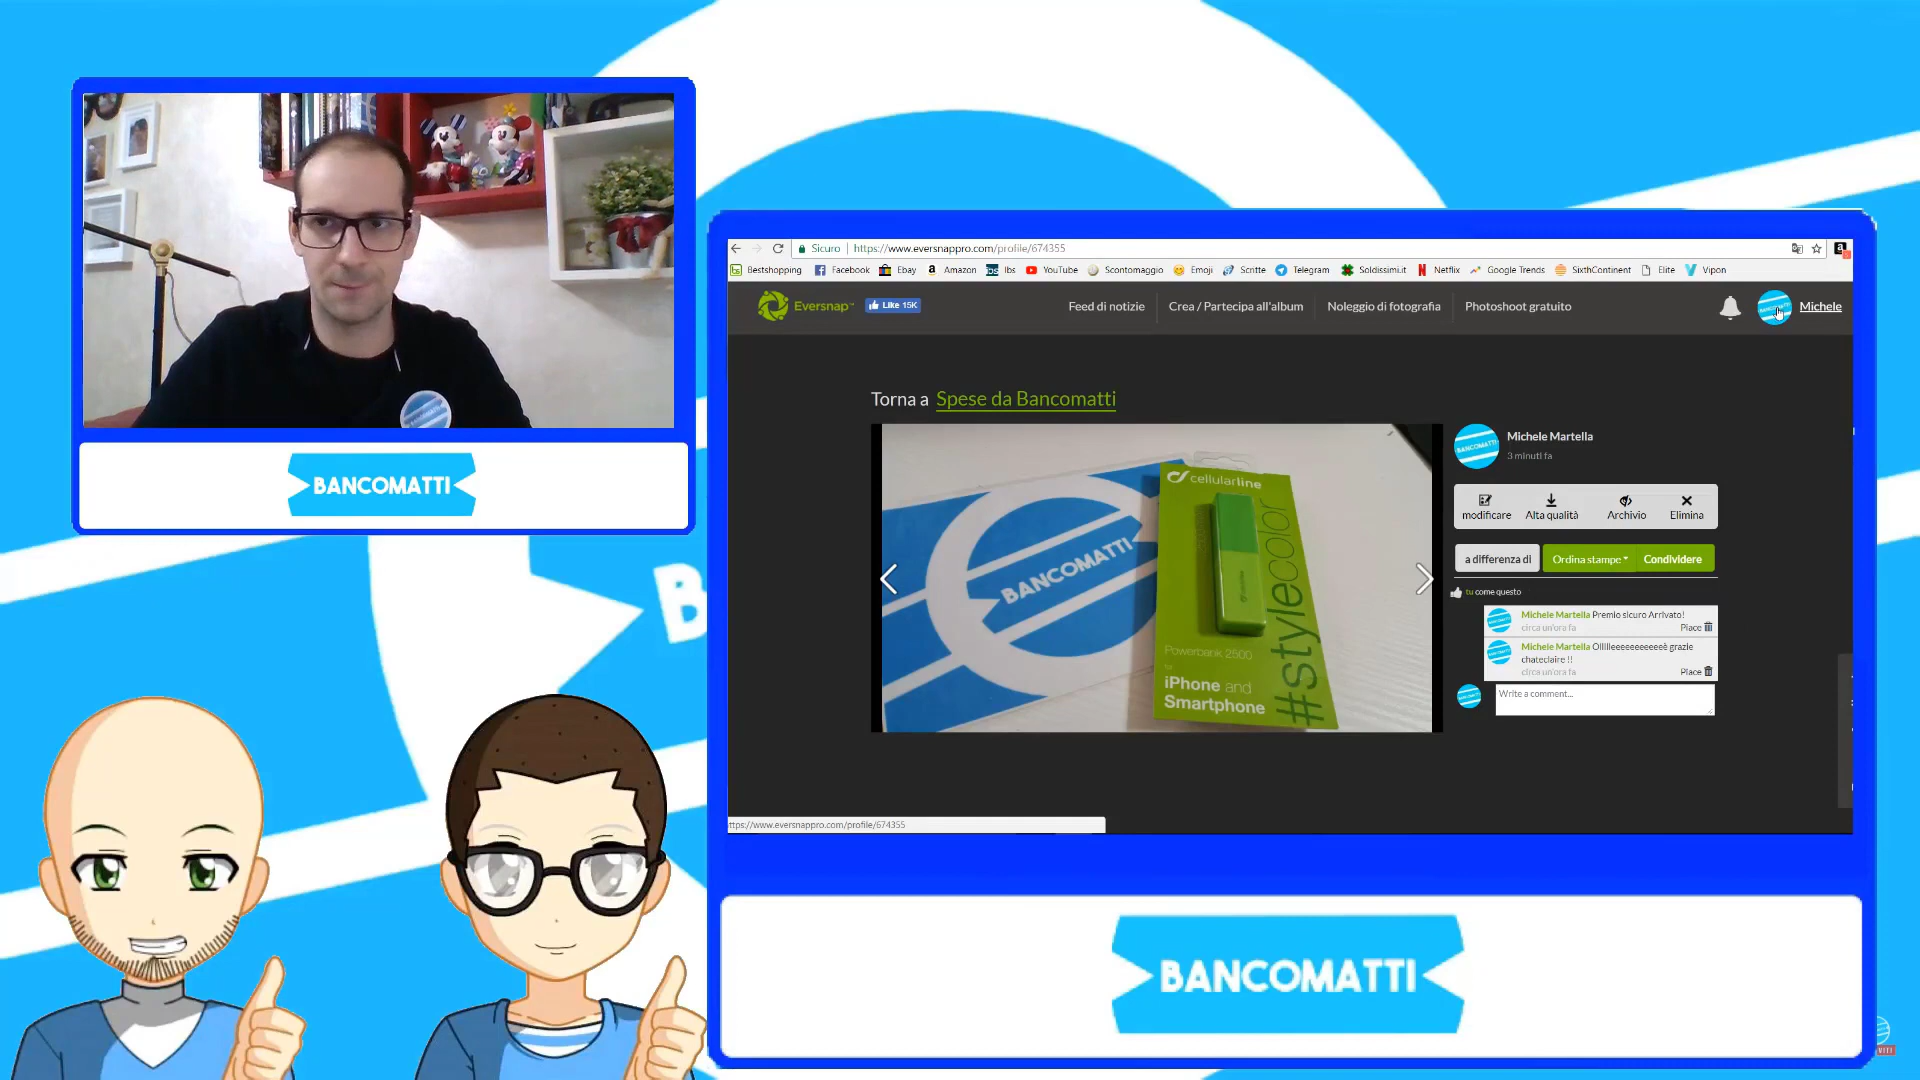 BANCOMATTI
Sicuro https://www.eversnappro.com/profile/674355
Bestshopping Facebook Ebay Amazon Ibs YouTube Scontomaggio Emoji Scritte Telegram Soldissimi.it Netflix Google Trends SixthContinent Elite Vipon
Eversnap Like 15K Feed di notizie Crea / Partecipa all'album Noleggio di fotografia Photoshoot gratuito Michele
Torna a Spese da Bancomatti
Michele Martella
3 minuti fa
modificare Alta qualità Archivio Elimina
a differenza di Ordina stampe Condividere
tu come questo
Michele Martella Premio sicuro Arrivato!
circa un'ora fa Piace
Michele Martella Ollllleeeeeeeeeeeè grazie
chateclaire !!
circa un'ora fa Piace
Write a comment...
BANCOMATTI
cellularline
#stylecolor
Powerbank 2500
iPhone and
Smartphone
ttps://www.eversnappro.com/profile/674355
BANCOMATTI